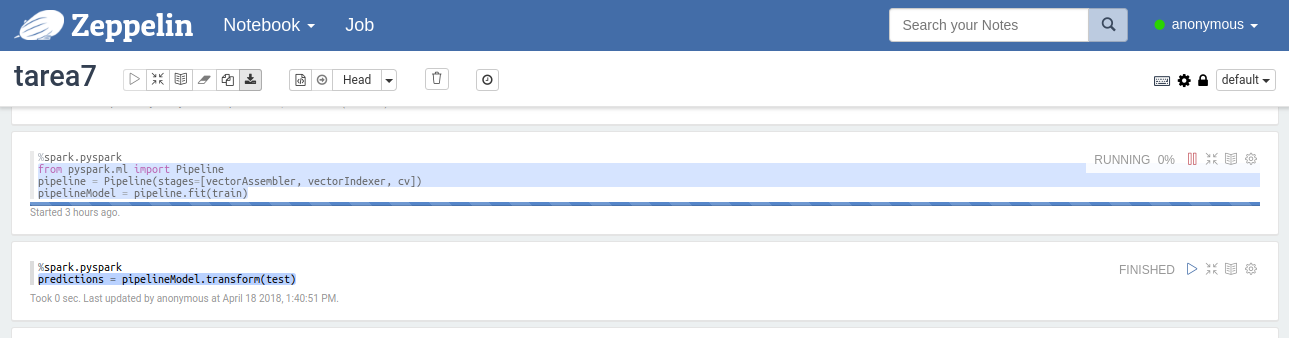 Zeppelin Notebook Job Search your Notes anonymous
tarea7 Head default
%spark.pyspark
RUNNING 0%
from pyspark.ml import Pipeline
pipeline = Pipeline(stages=[vectorAssembler, vectorIndexer, cv])
pipelineModel = pipeline.fit(train)
Started 3 hours ago.
%spark.pyspark
FINISHED
predictions = pipelineModel.transform(test)
Took 0 sec. Last updated by anonymous at April 18 2018, 1:40:51 PM.